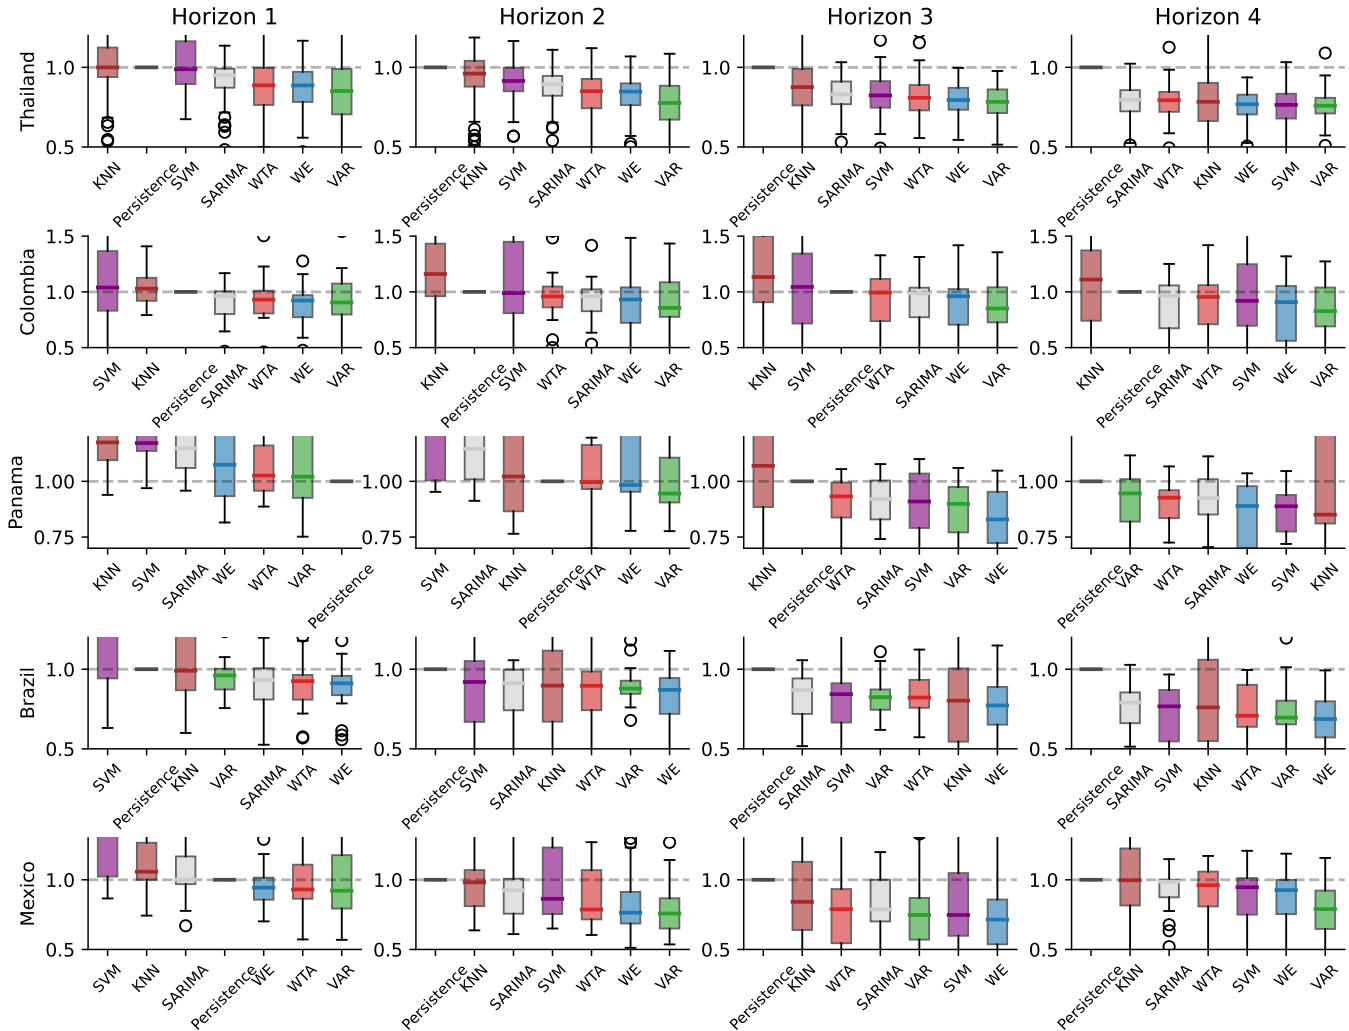 Horizon 1 Horizon 2 Horizon 3 Horizon 4
Thailand
1.0 1.0 1.0 1.0
0.5 0.5 0.5 0.5
KNN Persistence SVM SARIMA WTA WE VAR Persistence KNN SVM SARIMA WTA WE VAR Persistence KNN SARIMA SVM WTA WE VAR Persistence SARIMA WTA KNN WE SVM VAR
Colombia
1.5 1.5 1.5 1.5
1.0 1.0 1.0 1.0
0.5 0.5 0.5 0.5
SVM KNN Persistence SARIMA WTA WE VAR KNN Persistence SVM WTA SARIMA WE VAR KNN SVM Persistence WTA SARIMA WE VAR KNN Persistence SARIMA WTA SVM WE VAR
Panama
1.00 1.00 1.00 1.00
0.75 0.75 0.75 0.75
KNN SVM SARIMA WE WTA VAR Persistence SVM SARIMA KNN Persistence WTA WE VAR KNN Persistence WTA SARIMA SVM VAR WE Persistence VAR WTA SARIMA WE SVM KNN
Brazil
1.0 1.0 1.0 1.0
0.5 0.5 0.5 0.5
SVM Persistence KNN VAR SARIMA WTA WE Persistence SVM SARIMA KNN WTA VAR WE Persistence SARIMA SVM VAR WTA KNN WE Persistence SARIMA SVM KNN WTA VAR WE
Mexico
1.0 1.0 1.0 1.0
0.5 0.5 0.5 0.5
SVM KNN SARIMA Persistence WE WTA VAR Persistence KNN SARIMA SVM WTA WE VAR Persistence KNN WTA SARIMA VAR SVM WE Persistence KNN SARIMA WTA SVM WE VAR